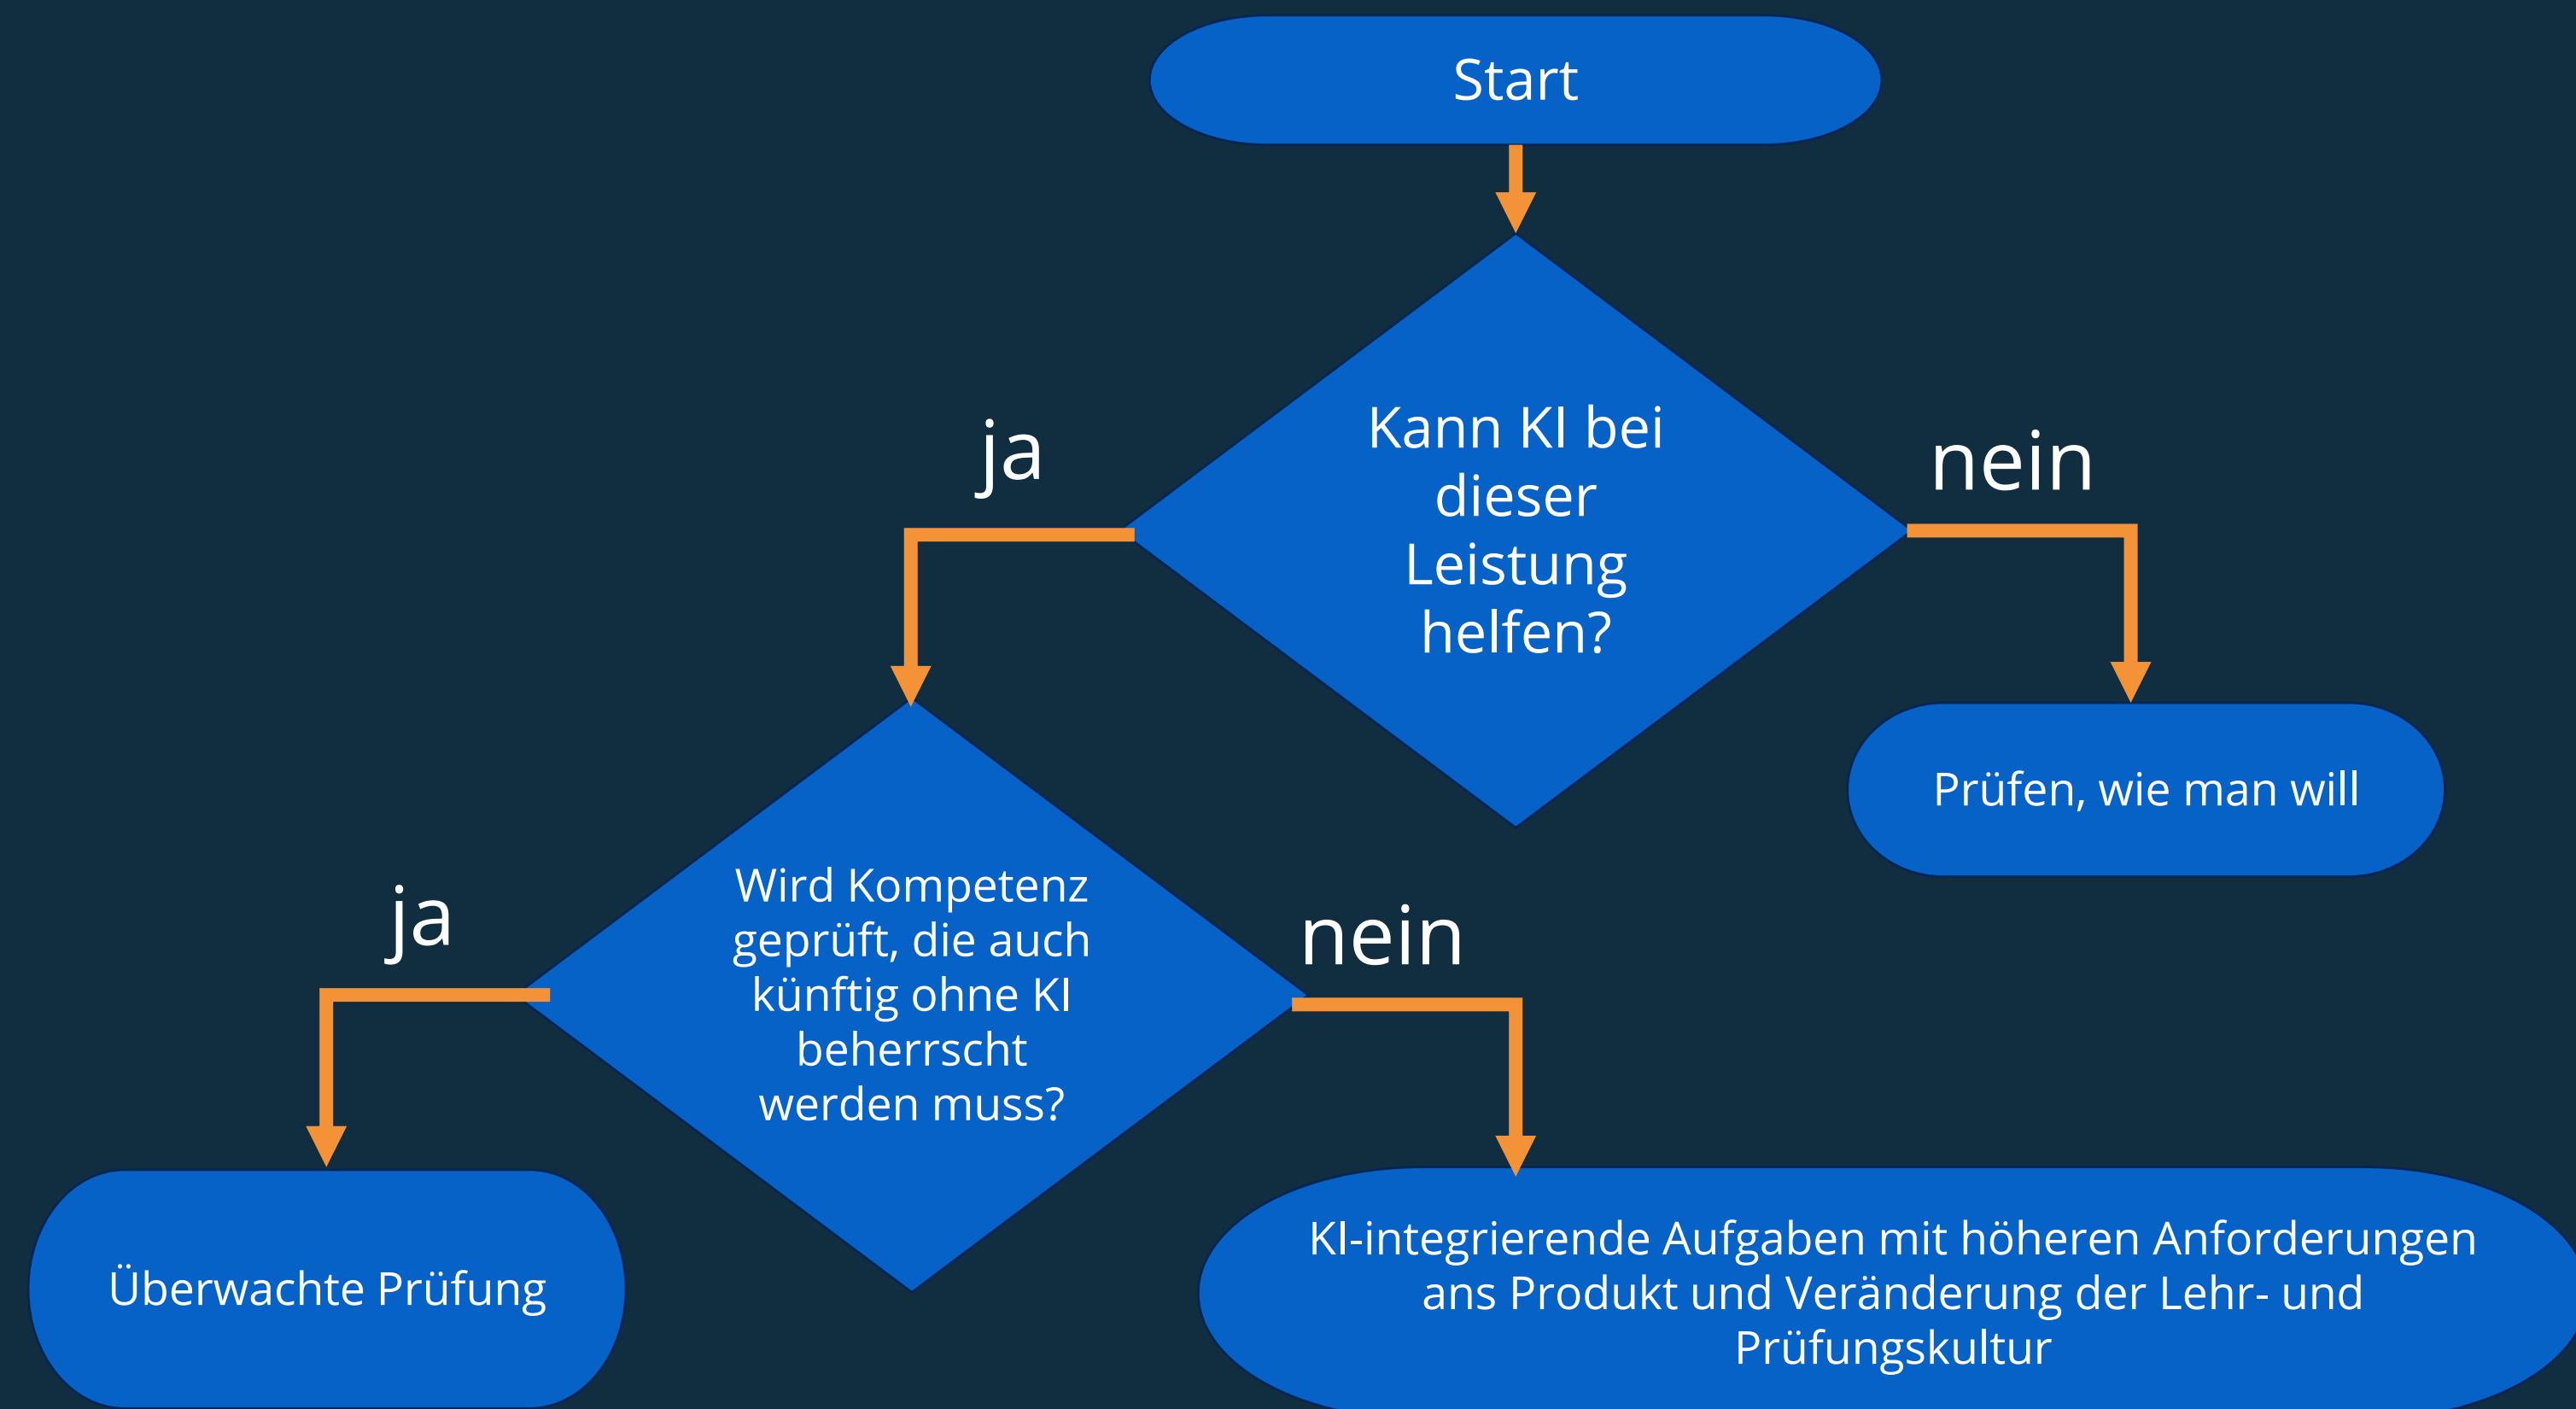 Start
Kann KI bei
dieser
Leistung
helfen?
ja
nein
Prüfen, wie man will
Wird Kompetenz
geprüft, die auch
künftig ohne KI
beherrscht
werden muss?
ja
nein
Überwachte Prüfung
KI-integrierende Aufgaben mit höheren Anforderungen
ans Produkt und Veränderung der Lehr- und
Prüfungskultur